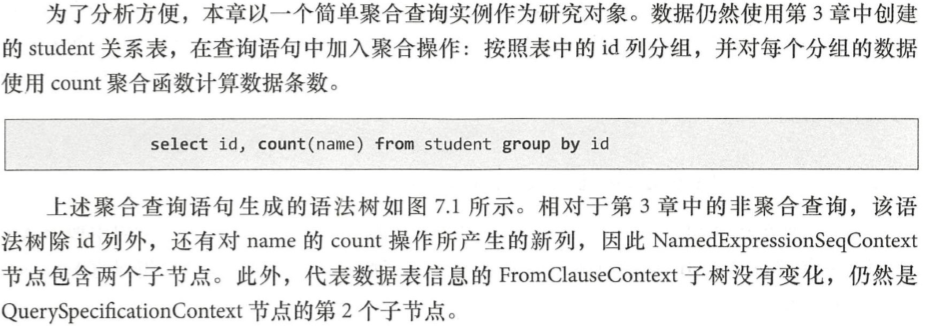 为了分析方便，本章以一个简单聚合查询实例作为研究对象。数据仍然使用第 3 章中创建
的 student 关系表，在查询语句中加入聚合操作：按照表中的 id 列分组，并对每个分组的数据
使用 count 聚合函数计算数据条数。
select id, count(name) from student group by id
上述聚合查询语句生成的语法树如图 7.1 所示。相对于第 3 章中的非聚合查询，该语
法树除 id 列外，还有对 name 的 count 操作所产生的新列，因此 NamedExpressionSeqContext
节点包含两个子节点。此外，代表数据表信息的 FromClauseContext 子树没有变化，仍然是
QuerySpecificationContext 节点的第 2 个子节点。